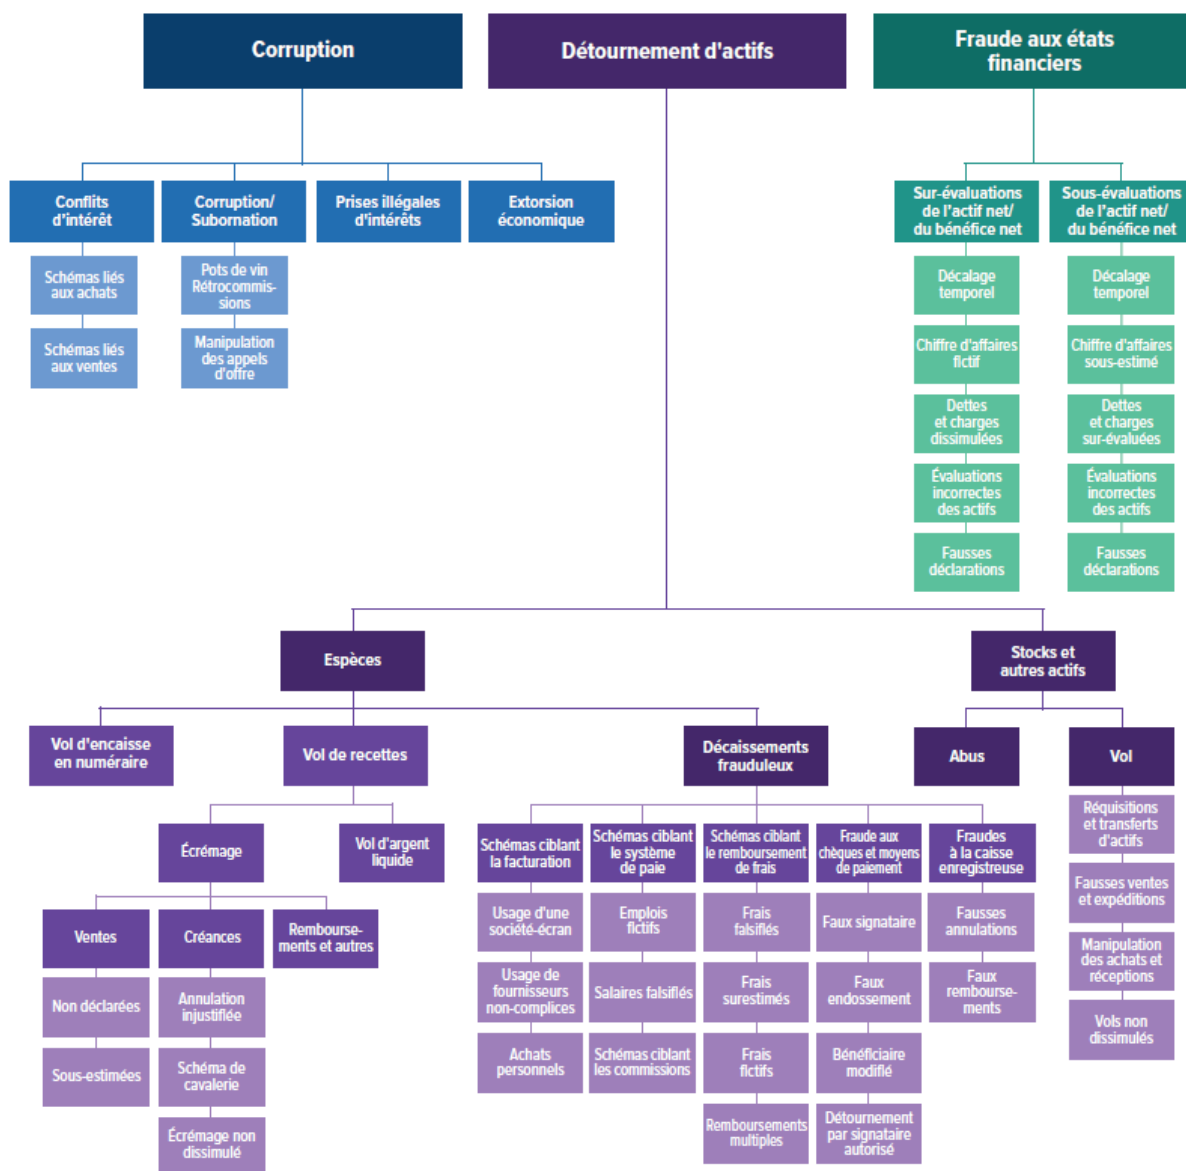 Corruption
Détournement d'actifs
Fraude aux états
financiers
Conflits
d'intérêt
Corruption/
Subornation
Prises illégales
d'intérêts
Extorsion
économique
Sur-évaluations
de l'actif net/
du bénéfice net
Sous-évaluations
de l'actif net/
du bénéfice net
Schémas liés
aux achats
Schémas liés
aux ventes
Pots de vin
Rétrocommis-
sions
Manipulation
des appels
d'offre
Décalage
temporel
Chiffre d'affaires
fictif
Dettes
et charges
dissimulées
Évaluations
incorrectes
des actifs
Fausses
déclarations
Décalage
temporel
Chiffre d'affaires
sous-estimé
Dettes
et charges
sur-évaluées
Évaluations
incorrectes
des actifs
Fausses
déclarations
Espèces
Stocks et
autres actifs
Vol d'encaisse
en numéraire
Vol de recettes
Décaissements
frauduleux
Abus
Vol
Écrémage
Vol d'argent
liquide
Schémas ciblant
la facturation
Schémas ciblant
le système
de paie
Schémas ciblant
le remboursement
de frais
Fraude aux
chèques et moyens
de paiement
Fraudes
à la caisse
enregistreuse
Réquisitions
et transferts
d'actifs
Fausses ventes
et expéditions
Manipulation
des achats et
réceptions
Vols non
dissimulés
Ventes
Créances
Rembourse-
ments et autres
Non déclarées
Sous-estimées
Annulation
injustifiée
Schéma de
cavalerie
Écrémage non
dissimulé
Usage d'une
société-écran
Usage de
fournisseurs
non-complices
Achats
personnels
Emplois
fictifs
Salaires falsifiés
Schémas ciblant
les commissions
Frais
falsifiés
Frais
surestimés
Frais
fictifs
Remboursements
multiples
Faux signataire
Faux
endossement
Bénéficiaire
modifié
Détournement
par signataire
autorisé
Fausses
annulations
Faux
rembourse-
ments